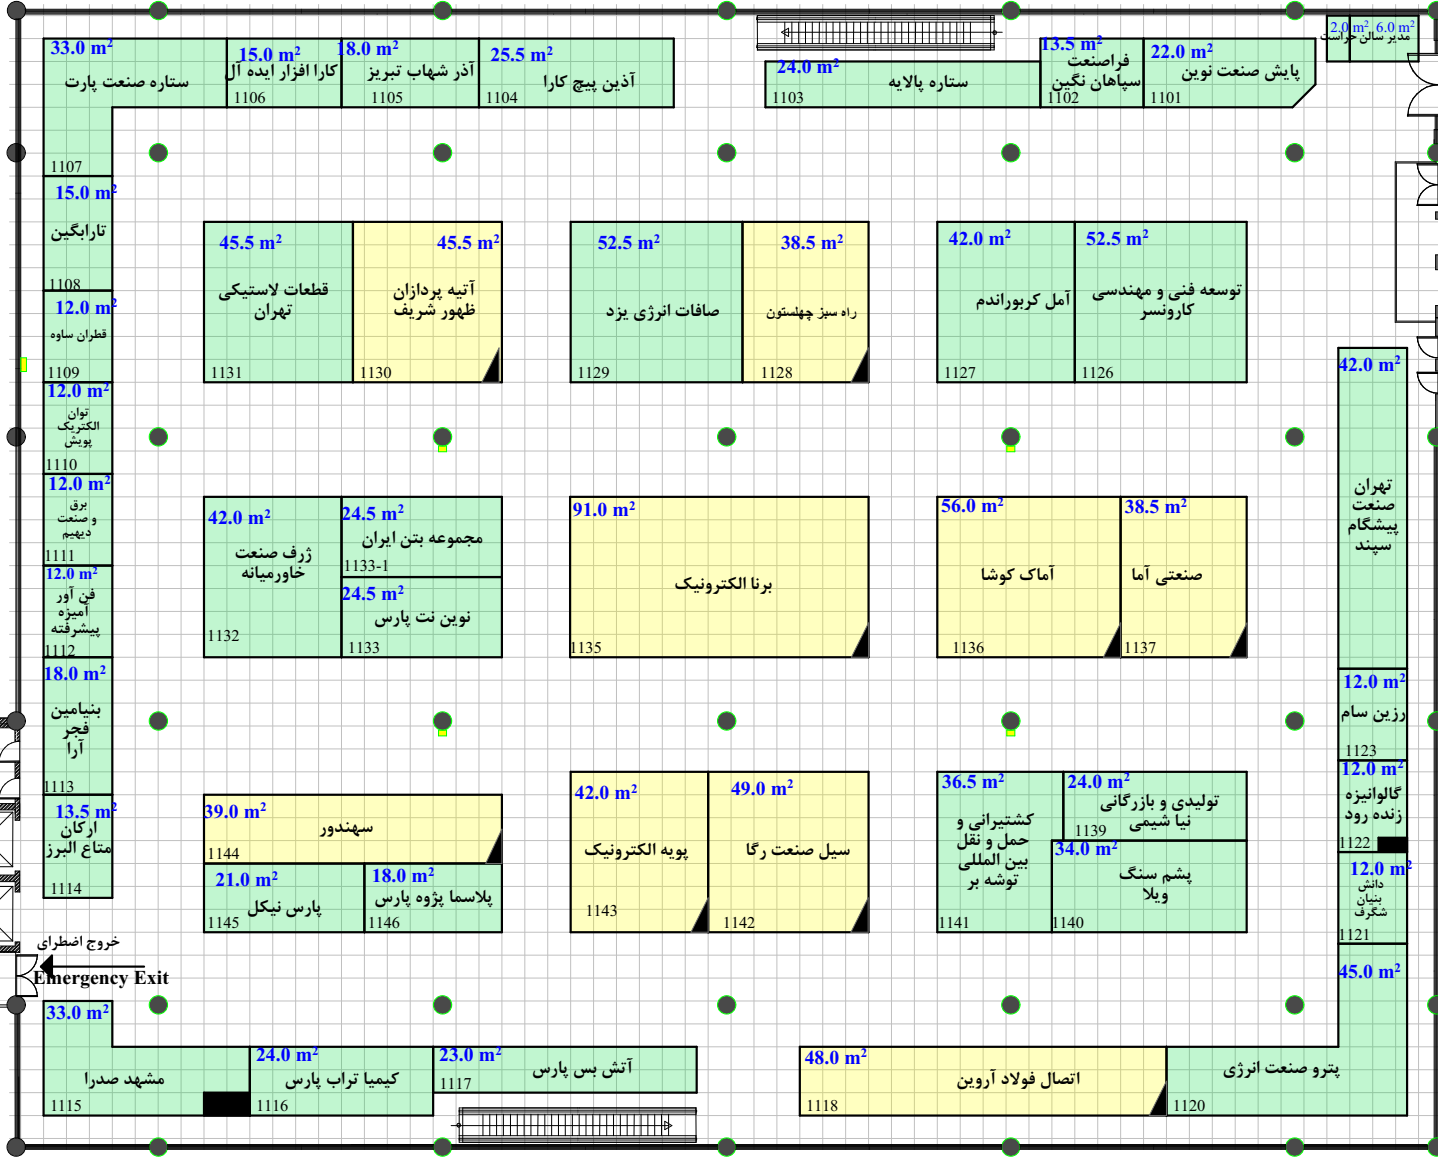 33.0 m²
ستاره صنعت پارت
1107
15.0 m²
کارا افزار ایده آل
1106
18.0 m²
آذر شهاب تبریز
1105
25.5 m²
آذین پیچ کارا
1104
24.0 m²
ستاره پالایه
1103
13.5 m²
فراصنعت
سپاهان نگین
1102
22.0 m²
پایش صنعت نوین
1101
2.0 m²
6.0 m²
مدیر سالن
حراست
15.0 m²
تارابگین
1108
12.0 m²
قطران ساوه
1109
12.0 m²
توان
الکتریک
پویش
1110
12.0 m²
برق
و صنعت
دیهیم
1111
12.0 m²
فن آور
آمیزه
پیشرفته
1112
18.0 m²
بنیامین
فجر
آرا
1113
13.5 m²
ارکان
متاع البرز
1114
45.5 m²
قطعات لاستیکی
تهران
1131
45.5 m²
آتیه پردازان
ظهور شریف
1130
52.5 m²
صافات انرژی یزد
1129
38.5 m²
راه سبز چهلستون
1128
42.0 m²
آمل کربوراندم
1127
52.5 m²
توسعه فنی و مهندسی
کارونسر
1126
42.0 m²
تهران
صنعت
پیشگام
سپند
42.0 m²
ژرف صنعت
خاورمیانه
1132
24.5 m²
مجموعه بتن ایران
1133-1
24.5 m²
نوین نت پارس
1133
91.0 m²
برنا الکترونیک
1135
56.0 m²
آماک کوشا
1136
38.5 m²
صنعتی آما
1137
12.0 m²
رزین سام
1123
12.0 m²
گالوانیزه
زنده رود
1122
12.0 m²
دانش
بنیان
شگرف
1121
39.0 m²
سهندور
1144
21.0 m²
پارس نیکل
1145
18.0 m²
پلاسما پژوه پارس
1146
42.0 m²
پویه الکترونیک
1143
49.0 m²
سیل صنعت رگا
1142
36.5 m²
کشتیرانی و
حمل و نقل
بین المللی
توشه بر
1141
24.0 m²
تولیدی و بازرگانی
نیا شیمی
1139
34.0 m²
پشم سنگ
ویلا
1140
خروج اضطرای
Emergency Exit
33.0 m²
مشهد صدرا
1115
24.0 m²
کیمیا تراب پارس
1116
23.0 m²
آتش بس پارس
1117
48.0 m²
اتصال فولاد آروین
1118
45.0 m²
پترو صنعت انرژی
1120